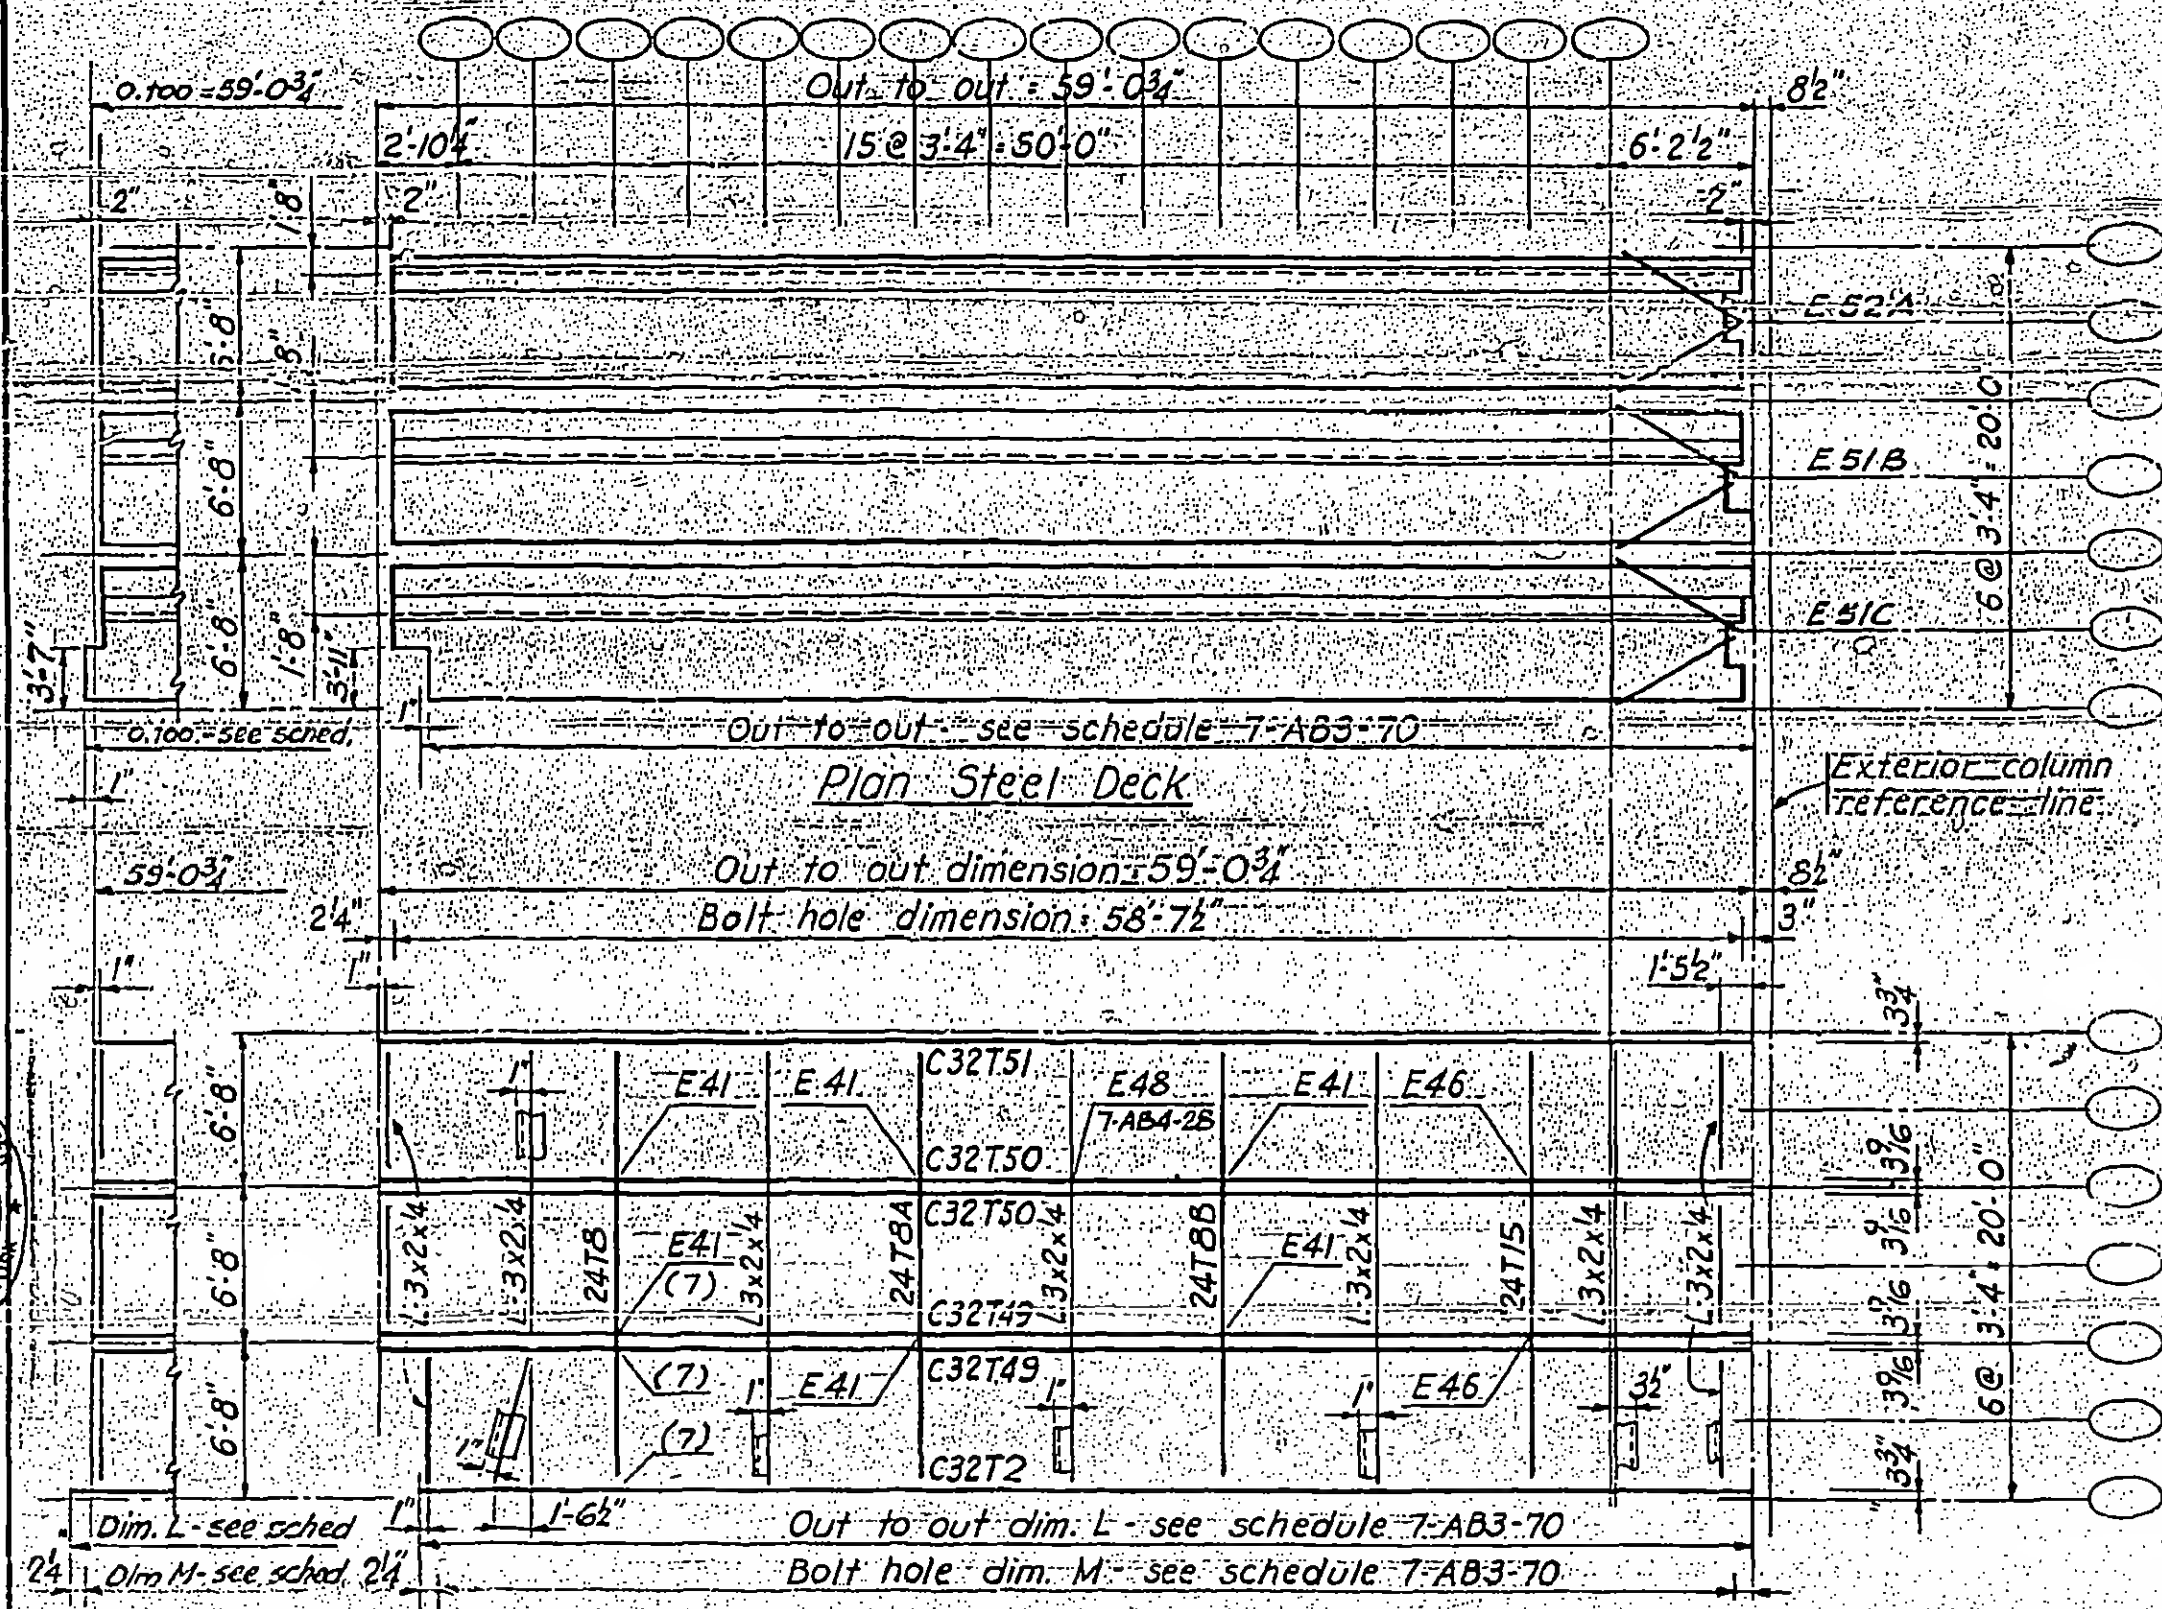 O.too=59'-0¾"
Out to out = 59'-0¾"
8½"
2'-10¼"
15 @ 3'-4" = 50'-0"
6'-2½"
2"
1'-8"
2"
2"
6'-8"
1'-8"
E 52 A
6'-8"
E 51 B
6 @ 3'-4" = 20'-0
6'-8"
1'-8"
3'-7"
3'-11"
E 51C
1"
O.too.-see sched.
Out to out - see schedule 7-AB3-70
1"
Plan Steel Deck
Exterior column
reference line
59'-0¾"
Out to out dimension = 59'-0¾"
8½"
2¼"
Bolt hole dimension = 58'-7½"
3"
1"
1"
1'-5½"
3¾"
6'-8"
1"
E41
E41
C32T51
E48
7-AB4-2B
E41
E46
C32T50
3 9/16
6'-8"
L-3x2x¼
L-3x2x¼
24T8
E41
(7)
L3x2x¼
24T8A
C32T50
L3x2x¼
24T8B
E41
L-3x2x¼
24T15
L-3x2x¼
L-3x2x¼
3 9/16
C32T49
3 9/16
6 @ 3'-4" = 20'-0"
6'-8"
(7)
1"
E41
C32T49
1"
1"
E46
3½"
3 9/16
1"
(7)
C32T2
3¾"
Dim. L-see sched
1"
1'-6½"
Out to out dim. L - see schedule 7-AB3-70
2¼
Dim M-see sched.
2¼"
Bolt hole dim. M - see schedule 7-AB3-70